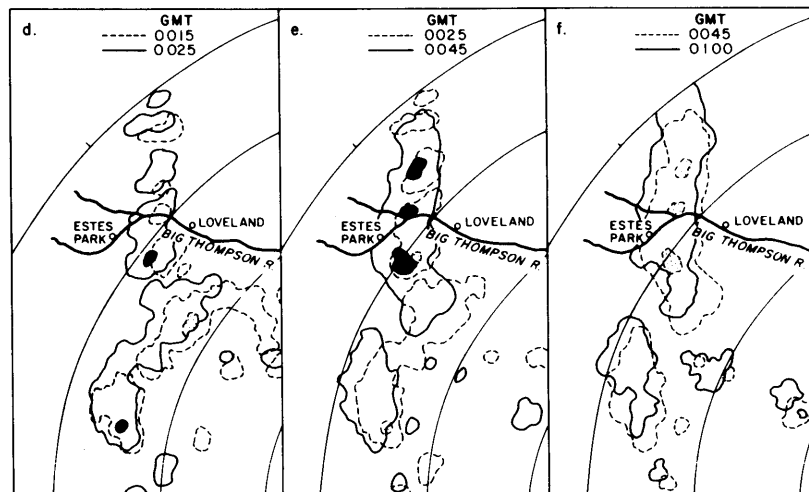 d.
GMT
0015
0025
ESTES
PARK
LOVELAND
BIG THOMPSON R.
e.
GMT
0025
0045
ESTES
PARK
LOVELAND
BIG THOMPSON R.
f.
GMT
0045
0100
ESTES
PARK
LOVELAND
BIG THOMPSON R.